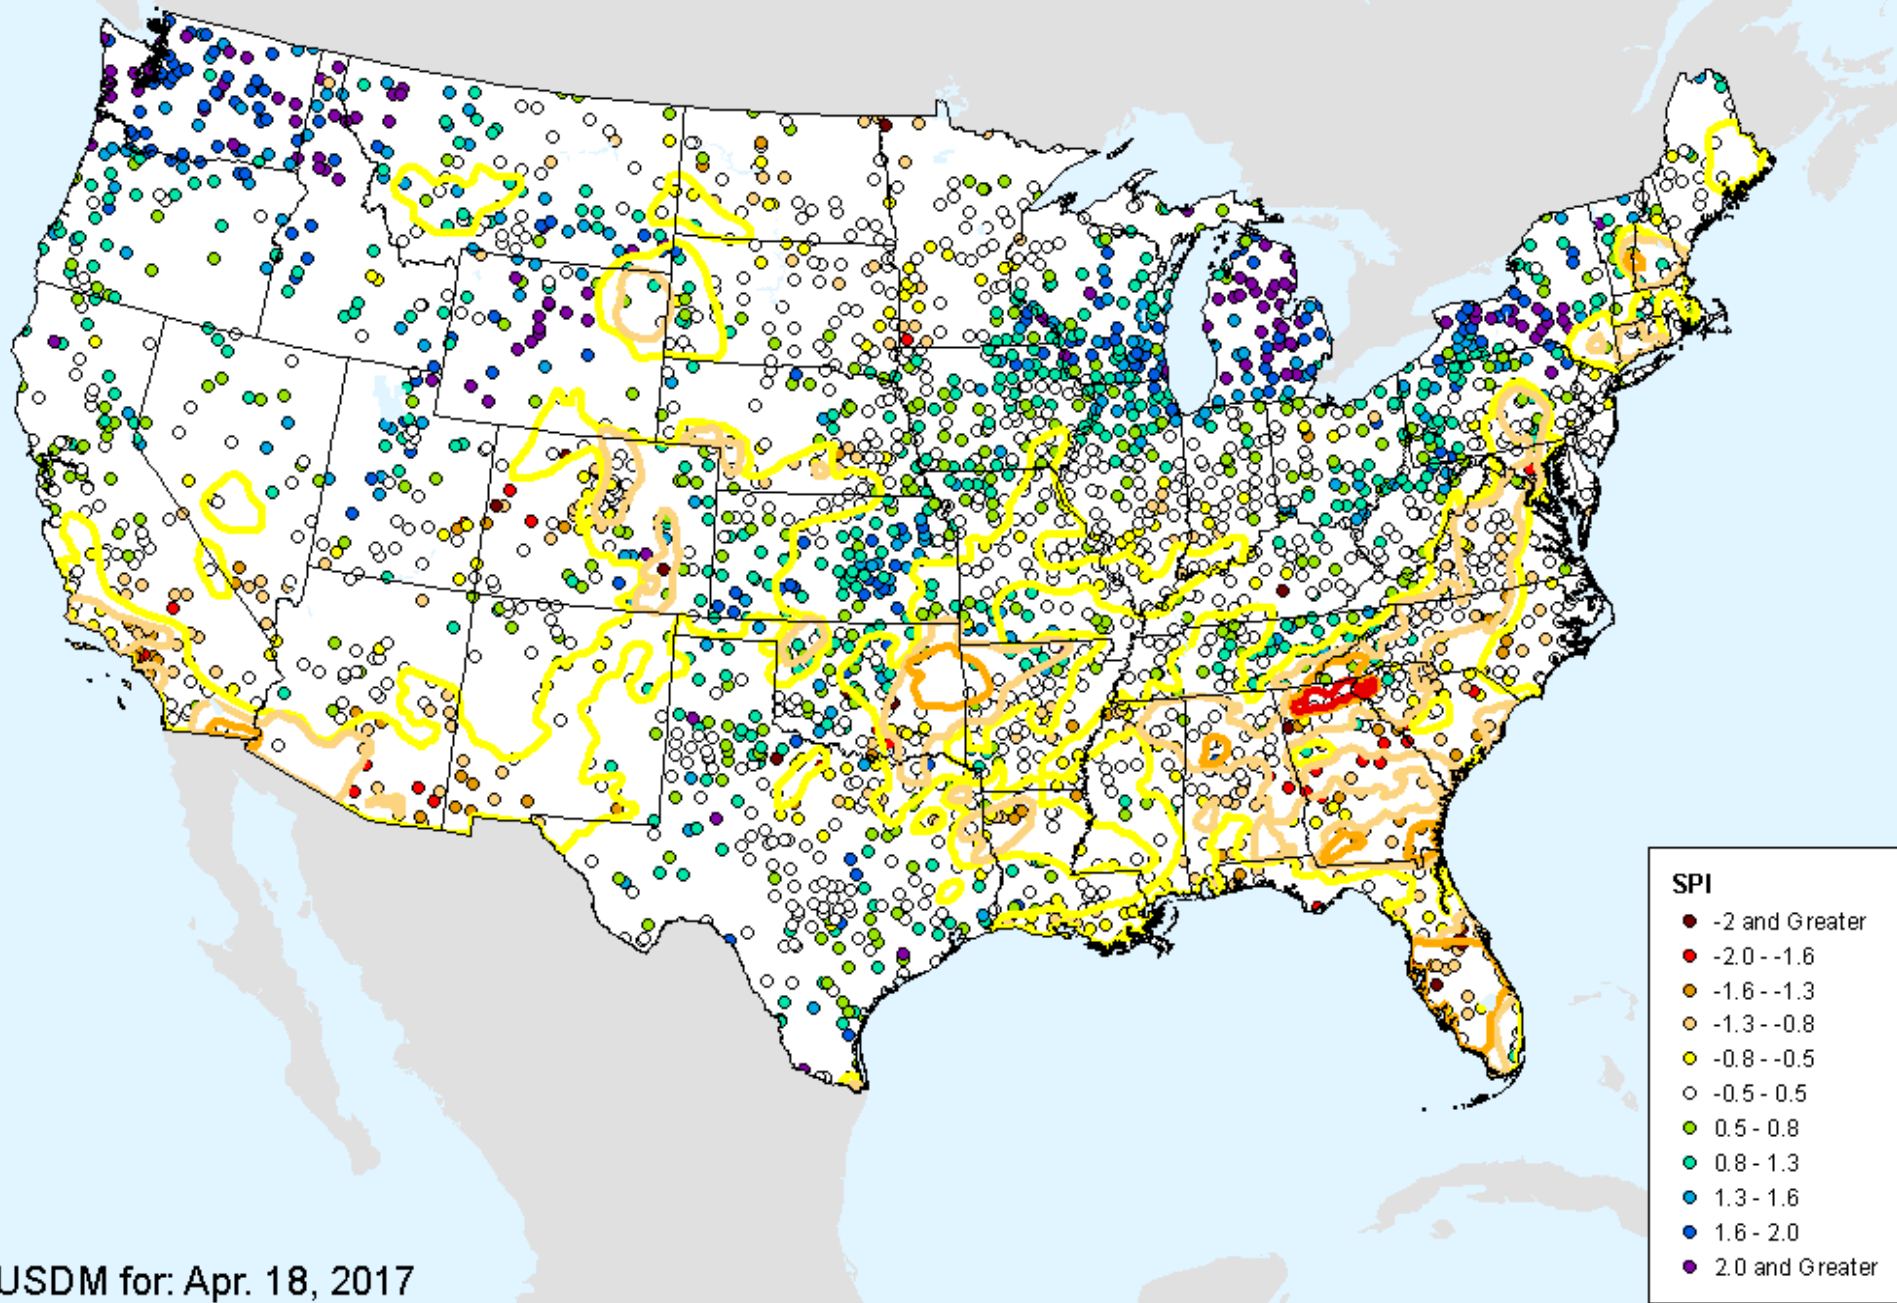 SPI
-2 and Greater
-2.0 - -1.6
-1.6 - -1.3
-1.3 - -0.8
-0.8 - -0.5
-0.5 - 0.5
0.5 - 0.8
0.8 - 1.3
1.3 - 1.6
1.6 - 2.0
2.0 and Greater
USDM for: Apr. 18, 2017